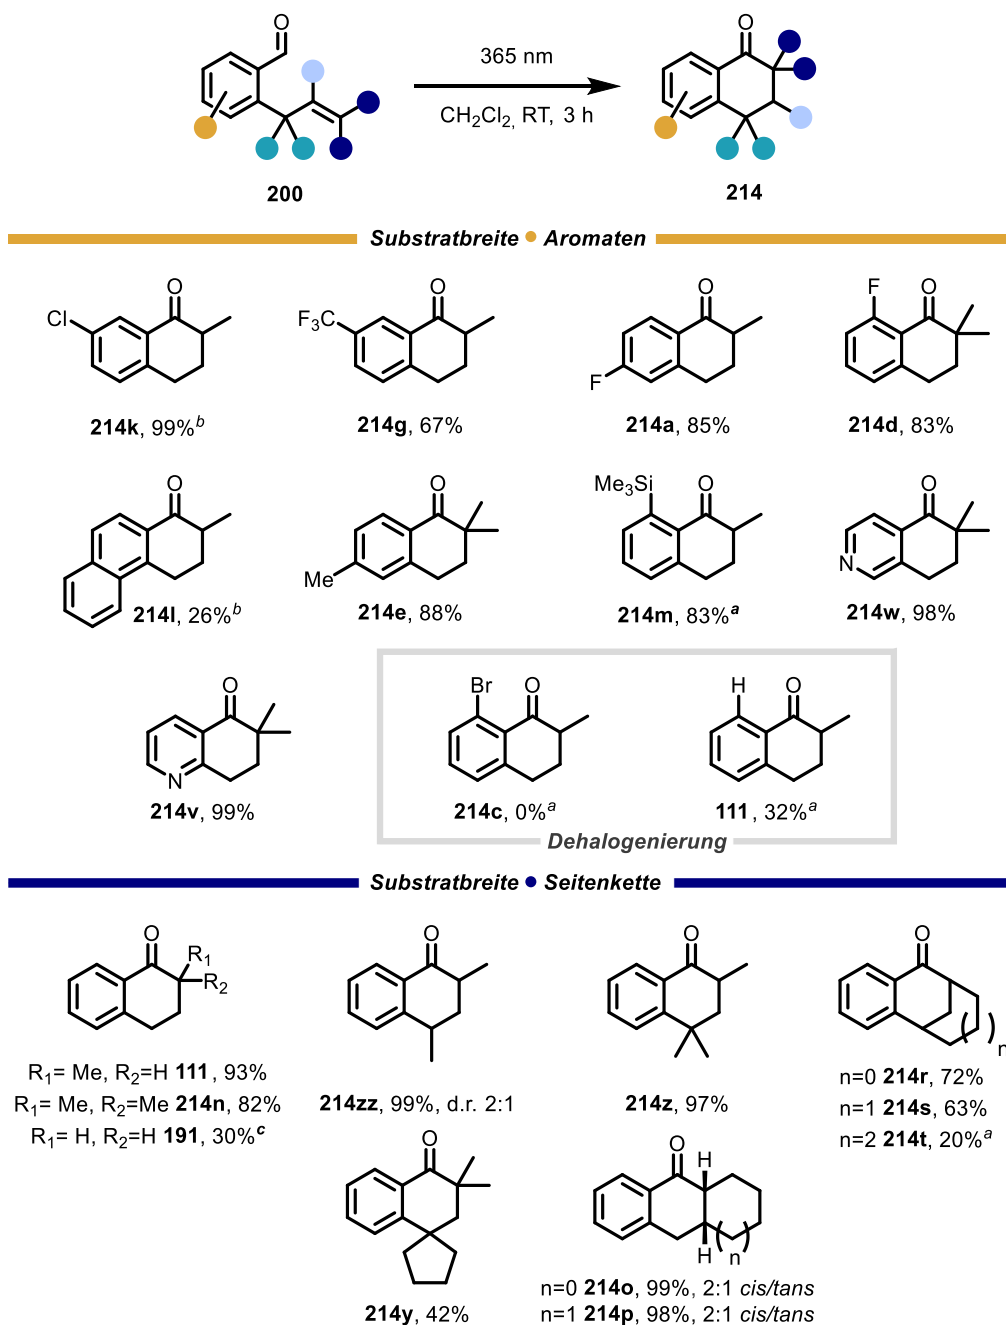 O
O
365 nm
CH₂Cl₂, RT, 3 h
200
214
Substratbreite • Aromaten
O
Cl
214k, 99%ᵇ
O
F₃C
214g, 67%
O
F
214a, 85%
F
O
214d, 83%
O
214l, 26%ᵇ
O
Me
214e, 88%
Me₃Si
O
214m, 83%ᵃ
O
N
214w, 98%
O
N
214v, 99%
Br
O
214c, 0%ᵃ
H
O
111, 32%ᵃ
Dehalogenierung
Substratbreite • Seitenkette
O
R₁
R₂
R₁= Me, R₂=H 111, 93%
R₁= Me, R₂=Me 214n, 82%
R₁= H, R₂=H 191, 30%ᶜ
O
214zz, 99%, d.r. 2:1
O
214z, 97%
O
( )n
n=0 214r, 72%
n=1 214s, 63%
n=2 214t, 20%ᵃ
O
214y, 42%
O
H
H
(n)
n=0 214o, 99%, 2:1 cis/tans
n=1 214p, 98%, 2:1 cis/tans